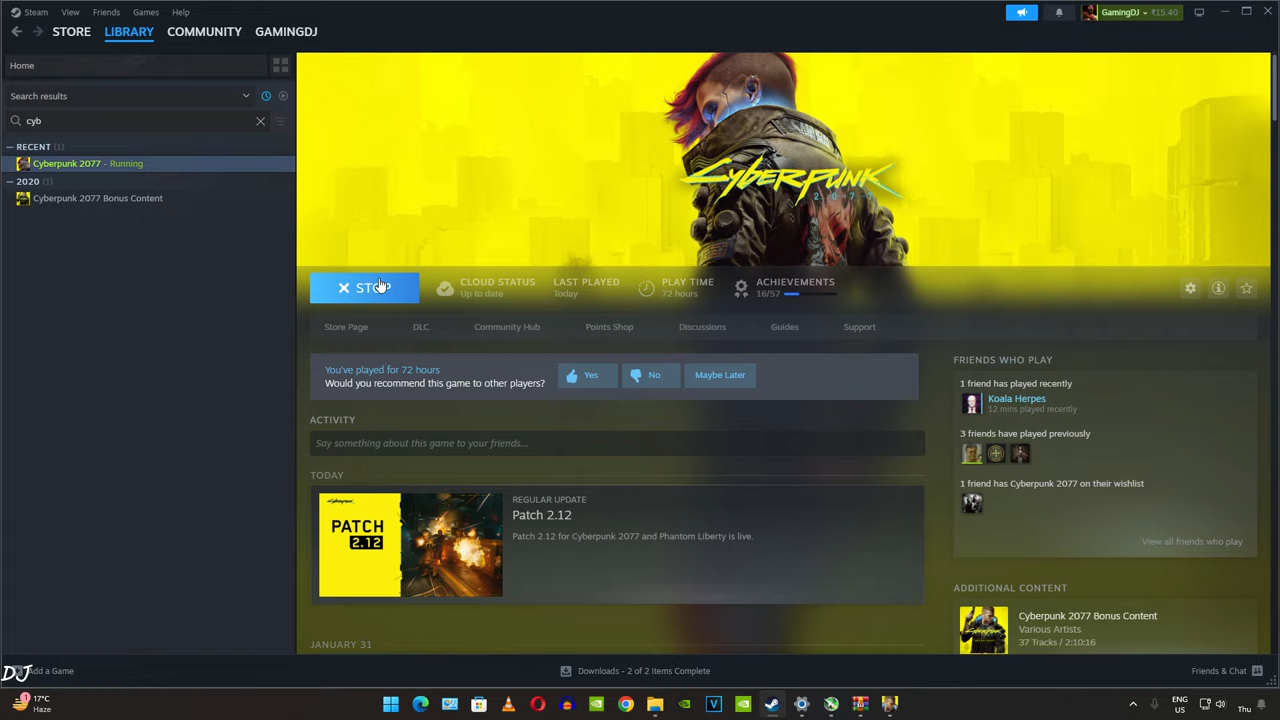 Steam View Friends Games Help
GamingDJ ₹15.40
STORE LIBRARY COMMUNITY GAMINGDJ
Home
Search results
cyb
RECENT (1)
Cyberpunk 2077 - Running
2020 (1)
Cyberpunk 2077 Bonus Content
Cyberpunk
2077
STOP
CLOUD STATUS
Up to date
LAST PLAYED
Today
PLAY TIME
72 hours
ACHIEVEMENTS
16/57
Store Page DLC Community Hub Points Shop Discussions Guides Support
You've played for 72 hours
Would you recommend this game to other players?
Yes No Maybe Later
ACTIVITY
Say something about this game to your friends...
TODAY
Cyberpunk
PATCH
2.12
REGULAR UPDATE
Patch 2.12
Patch 2.12 for Cyberpunk 2077 and Phantom Liberty is live.
JANUARY 31
FRIENDS WHO PLAY
1 friend has played recently
Koala Herpes
12 mins played recently
3 friends have played previously
1 friend has Cyberpunk 2077 on their wishlist
View all friends who play
ADDITIONAL CONTENT
Cyberpunk 2077 Bonus Content
Various Artists
37 Tracks / 2:10:16
DJ
Add a Game
Downloads - 2 of 2 Items Complete
Friends & Chat
17°C
Haze
ENG
US
Thu